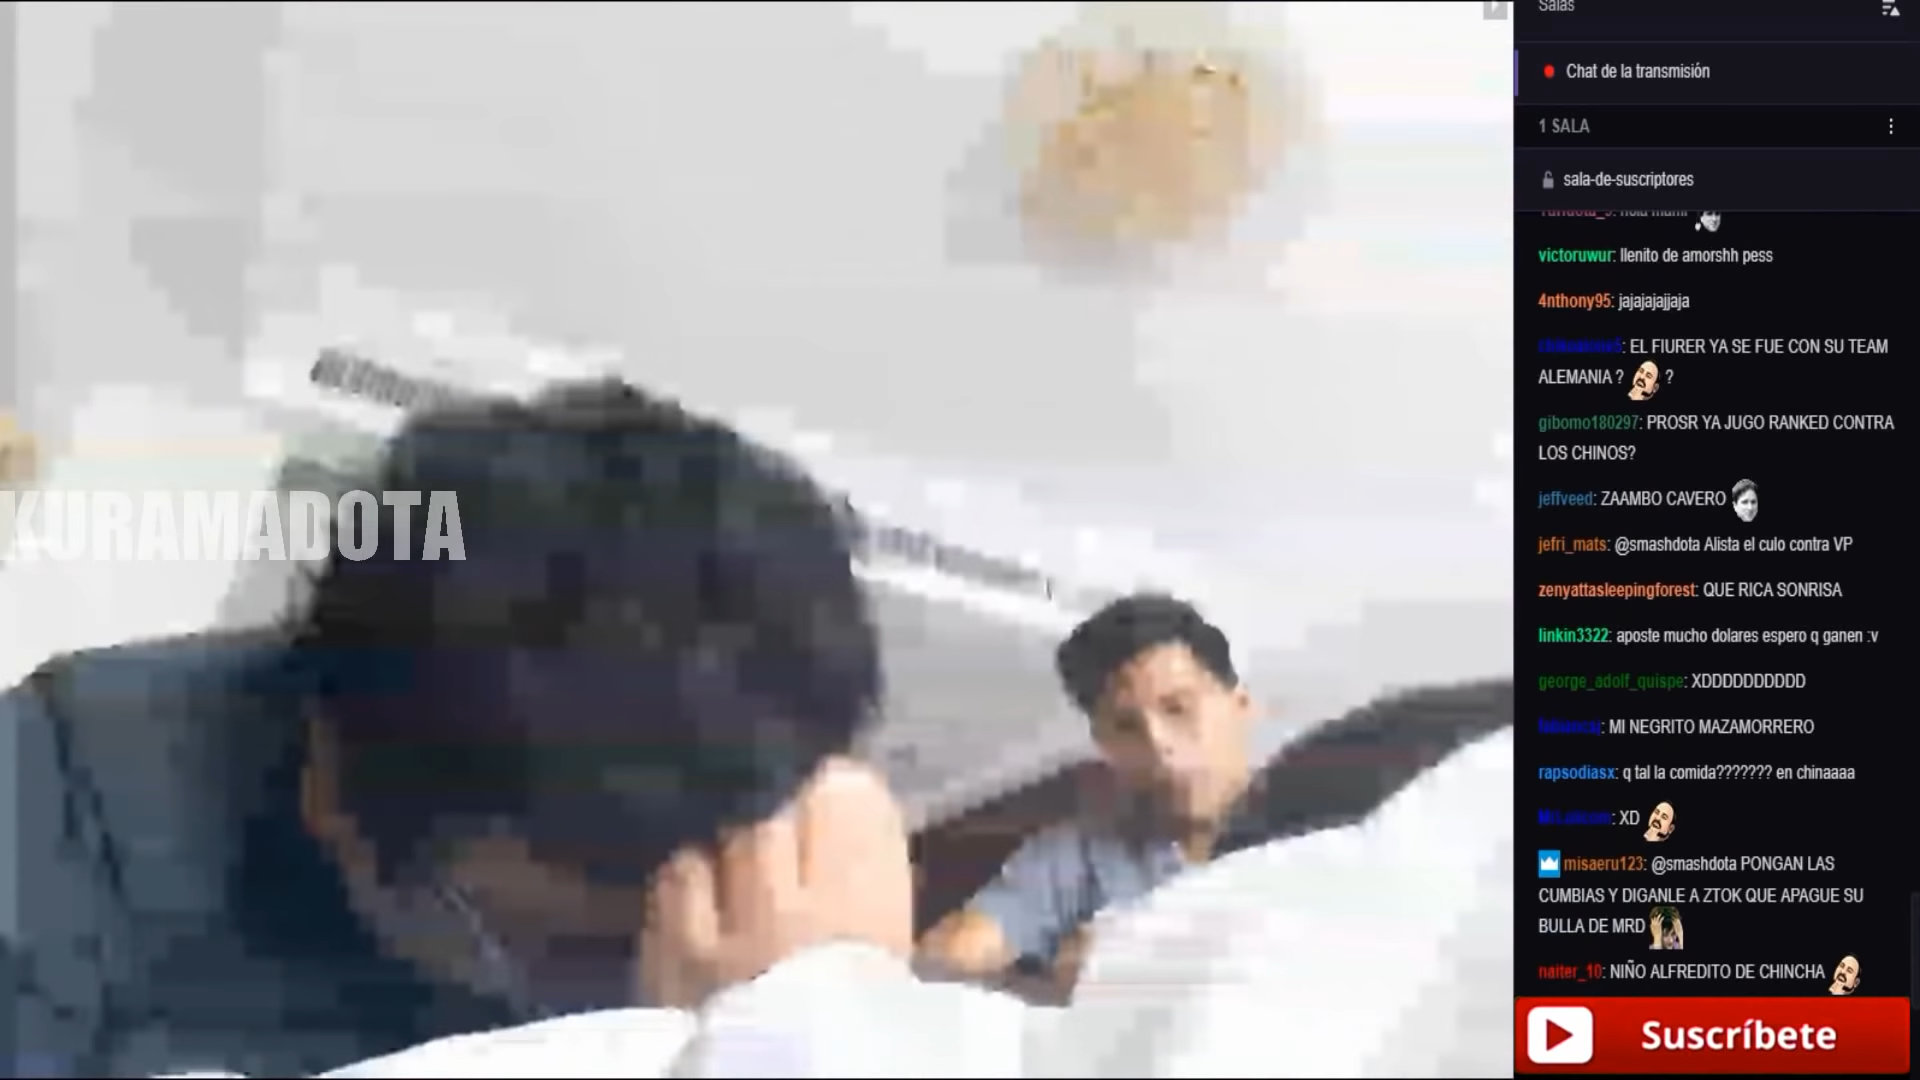 Salas
Chat de la transmisión
1 SALA
sala-de-suscriptores
victoruwur: llenito de amorshh pess
4nthony95: jajajajajjaja
: EL FIURER YA SE FUE CON SU TEAM
ALEMANIA ? ?
gibomo180297: PROSR YA JUGO RANKED CONTRA
LOS CHINOS?
jeffveed: ZAAMBO CAVERO
jefri_mats: @smashdota Alista el culo contra VP
zenyattasleepingforest: QUE RICA SONRISA
linkin3322: aposte mucho dolares espero q ganen :v
george_adolf_quispe: XDDDDDDDDDD
: MI NEGRITO MAZAMORRERO
rapsodiasx: q tal la comida??????? en chinaaaa
: XD
misaeru123: @smashdota PONGAN LAS
CUMBIAS Y DIGANLE A ZTOK QUE APAGUE SU
BULLA DE MRD
naiter_10: NIÑO ALFREDITO DE CHINCHA
Suscríbete
KURAMADOTA